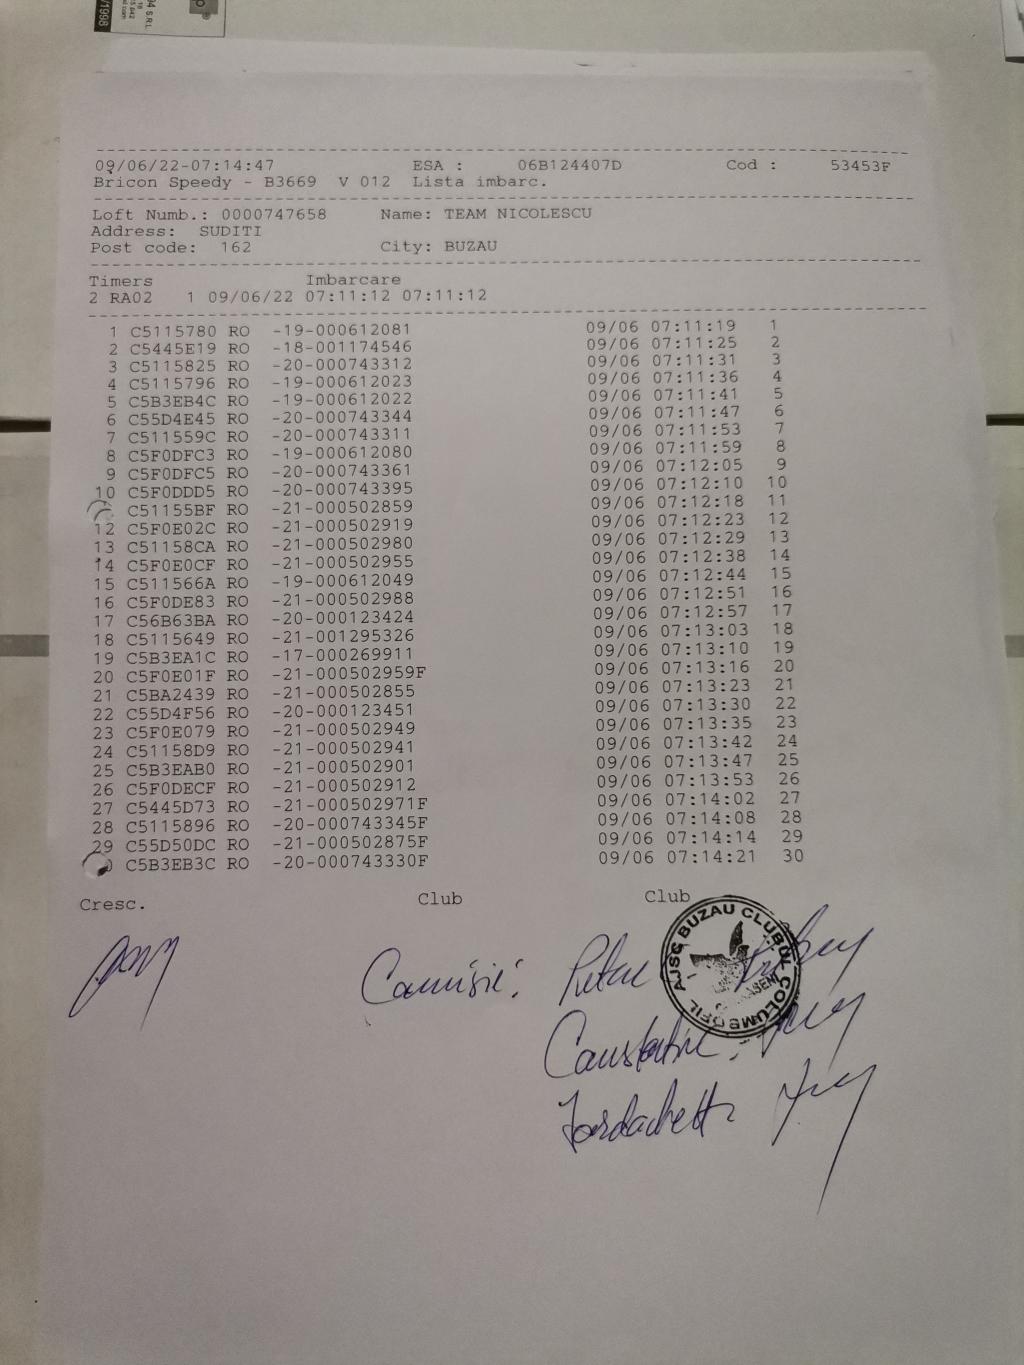 09/06/22-07:14:47 ESA : 06B124407D Cod : 53453F
Bricon Speedy - B3669 V 012 Lista imbarc.
Loft Numb.: 0000747658 Name: TEAM NICOLESCU
Address: SUDITI
Post code: 162 City: BUZAU
Timers Imbarcare
2 RA02 1 09/06/22 07:11:12 07:11:12
1 C5115780 RO -19-000612081 09/06 07:11:19 1
2 C5445E19 RO -18-001174546 09/06 07:11:25 2
3 C5115825 RO -20-000743312 09/06 07:11:31 3
4 C5115796 RO -19-000612023 09/06 07:11:36 4
5 C5B3EB4C RO -19-000612022 09/06 07:11:41 5
6 C55D4E45 RO -20-000743344 09/06 07:11:47 6
7 C511559C RO -20-000743311 09/06 07:11:53 7
8 C5F0DFC3 RO -19-000612080 09/06 07:11:59 8
9 C5F0DFC5 RO -20-000743361 09/06 07:12:05 9
10 C5F0DDD5 RO -20-000743395 09/06 07:12:10 10
C51155BF RO -21-000502859 09/06 07:12:18 11
12 C5F0E02C RO -21-000502919 09/06 07:12:23 12
13 C51158CA RO -21-000502980 09/06 07:12:29 13
14 C5F0E0CF RO -21-000502955 09/06 07:12:38 14
15 C511566A RO -19-000612049 09/06 07:12:44 15
16 C5F0DE83 RO -21-000502988 09/06 07:12:51 16
17 C56B63BA RO -20-000123424 09/06 07:12:57 17
18 C5115649 RO -21-001295326 09/06 07:13:03 18
19 C5B3EA1C RO -17-000269911 09/06 07:13:10 19
20 C5F0E01F RO -21-000502959F 09/06 07:13:16 20
21 C5BA2439 RO -21-000502855 09/06 07:13:23 21
22 C55D4F56 RO -20-000123451 09/06 07:13:30 22
23 C5F0E079 RO -21-000502949 09/06 07:13:35 23
24 C51158D9 RO -21-000502941 09/06 07:13:42 24
25 C5B3EAB0 RO -21-000502901 09/06 07:13:47 25
26 C5F0DECF RO -21-000502912 09/06 07:13:53 26
27 C5445D73 RO -21-000502971F 09/06 07:14:02 27
28 C5115896 RO -20-000743345F 09/06 07:14:08 28
29 C55D50DC RO -21-000502875F 09/06 07:14:14 29
C5B3EB3C RO -20-000743330F 09/06 07:14:21 30
Cresc. Club Club
AJSC BUZAU CLUBUL COLUMBOFIL
Comisie: